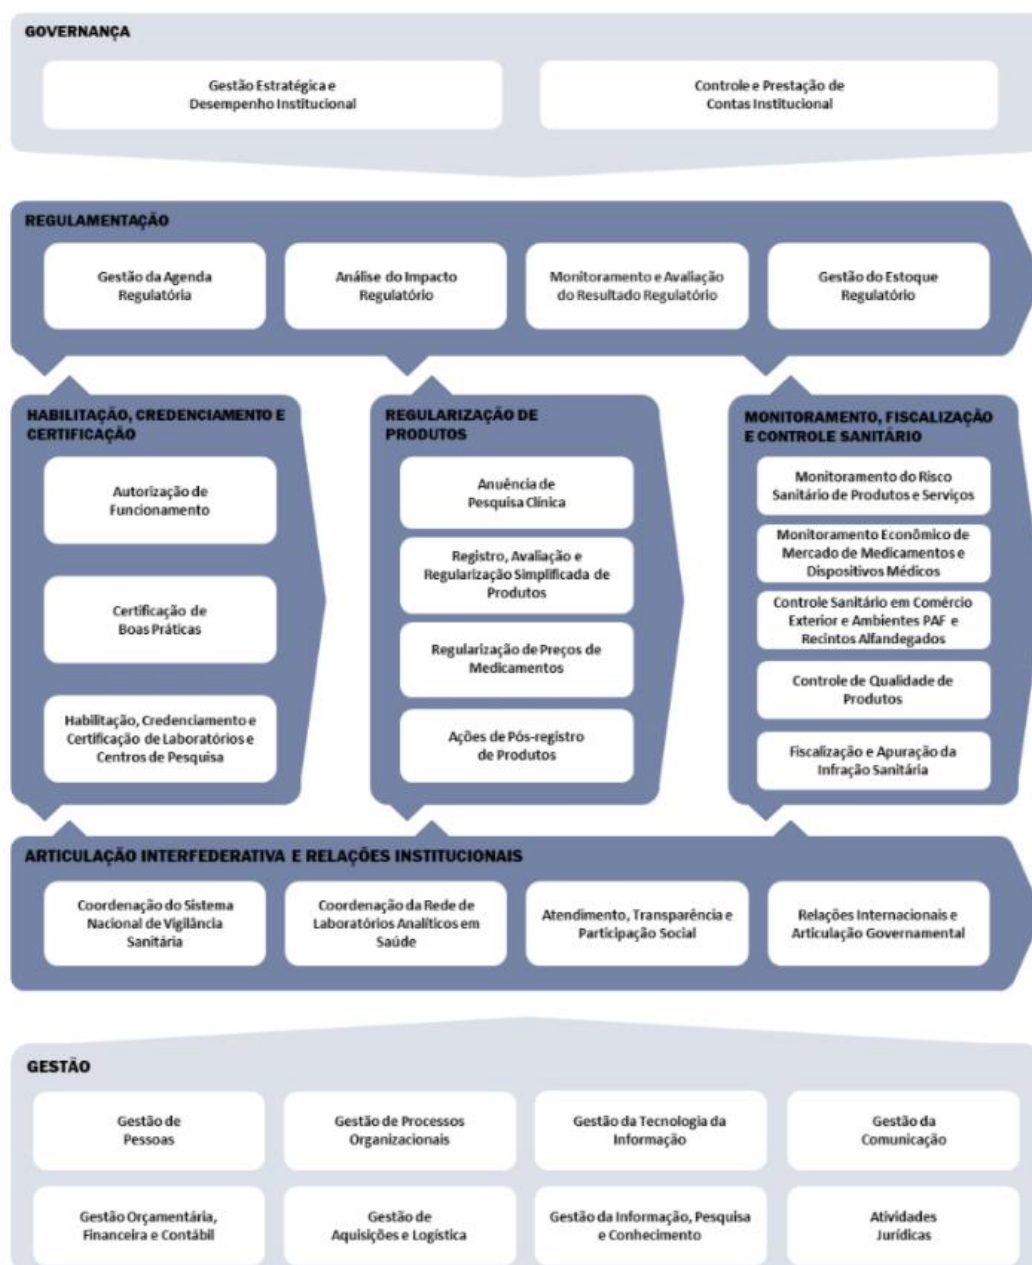 GOVERNANÇA
Gestão Estratégica e
Desempenho Institucional
Controle e Prestação de
Contas Institucional
REGULAMENTAÇÃO
Gestão da Agenda
Regulatória
Análise do Impacto
Regulatório
Monitoramento e Avaliação
do Resultado Regulatório
Gestão do Estoque
Regulatório
HABILITAÇÃO, CREDENCIAMENTO E
CERTIFICAÇÃO
Autorização de
Funcionamento
Certificação de
Boas Práticas
Habilitação, Credenciamento e
Certificação de Laboratórios e
Centros de Pesquisa
REGULARIZAÇÃO DE
PRODUTOS
Anuência de
Pesquisa Clínica
Registro, Avaliação e
Regularização Simplificada de
Produtos
Regularização de Preços de
Medicamentos
Ações de Pós-registro
de Produtos
MONITORAMENTO, FISCALIZAÇÃO
E CONTROLE SANITÁRIO
Monitoramento do Risco
Sanitário de Produtos e Serviços
Monitoramento Econômico de
Mercado de Medicamentos e
Dispositivos Médicos
Controle Sanitário em Comércio
Exterior e Ambientes PAF e
Recintos Alfandegados
Controle de Qualidade de
Produtos
Fiscalização e Apuração da
Infração Sanitária
ARTICULAÇÃO INTERFEDERATIVA E RELAÇÕES INSTITUCIONAIS
Coordenação do Sistema
Nacional de Vigilância
Sanitária
Coordenação da Rede de
Laboratórios Analíticos em
Saúde
Atendimento, Transparência e
Participação Social
Relações Internacionais e
Articulação Governamental
GESTÃO
Gestão de
Pessoas
Gestão de Processos
Organizacionais
Gestão da Tecnologia da
Informação
Gestão da
Comunicação
Gestão Orçamentária,
Financeira e Contábil
Gestão de
Aquisições e Logística
Gestão da Informação, Pesquisa
e Conhecimento
Atividades
Jurídicas